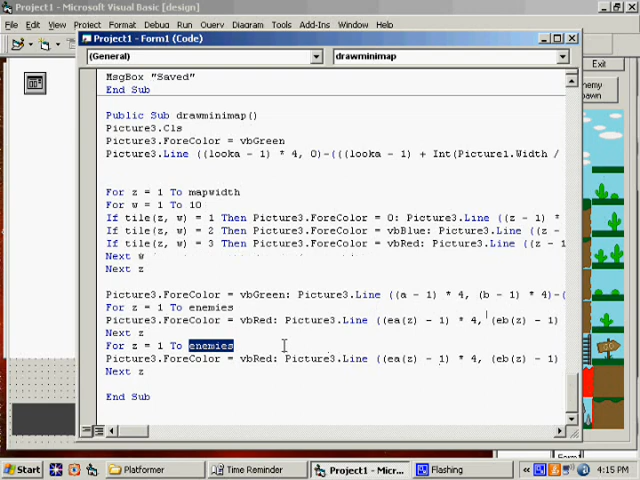 Project1 - Microsoft Visual Basic [design]
File Edit View Project Format Debug Run Query Diagram Tools Add-Ins Window
Project1 - Form1 (Code)
(General) drawminimap
Exit
MsgBox "Saved"
End Sub
Public Sub drawminimap()
Picture3.Cls
Picture3.ForeColor = vbGreen
Picture3.Line ((looka - 1) * 4, 0)-(((looka - 1) + Int(Picture1.Width /
For z = 1 To mapwidth
For w = 1 To 10
If tile(z, w) = 1 Then Picture3.ForeColor = 0: Picture3.Line ((z - 1) *
If tile(z, w) = 2 Then Picture3.ForeColor = vbBlue: Picture3.Line ((z -
If tile(z, w) = 3 Then Picture3.ForeColor = vbRed: Picture3.Line ((z - 1
Next w
Next z
Picture3.ForeColor = vbGreen: Picture3.Line ((a - 1) * 4, (b - 1) * 4)-(
For z = 1 To enemies
Picture3.ForeColor = vbRed: Picture3.Line ((ea(z) - 1) * 4, (eb(z) - 1)
Next z
For z = 1 To enemies
Picture3.ForeColor = vbRed: Picture3.Line ((ea(z) - 1) * 4, (eb(z) - 1)
Next z
End Sub
Start Platformer Time Reminder Project1 - Micr... Flashing « 4:15 PM